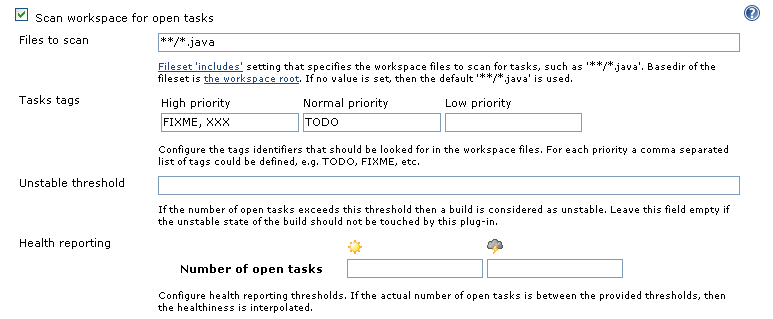 Scan workspace for open tasks
Files to scan
**/*.java
Fileset 'includes' setting that specifies the workspace files to scan for tasks, such as '**/*.java'. Basedir of the
fileset is the workspace root. If no value is set, then the default '**/*.java' is used.
Tasks tags
High priority Normal priority Low priority
FIXME, XXX TODO
Configure the tags identifiers that should be looked for in the workspace files. For each priority a comma separated
list of tags could be defined, e.g. TODO, FIXME, etc.
Unstable threshold
If the number of open tasks exceeds this threshold then a build is considered as unstable. Leave this field empty if
the unstable state of the build should not be touched by this plug-in.
Health reporting
Number of open tasks
Configure health reporting thresholds. If the actual number of open tasks is between the provided thresholds, then
the healthiness is interpolated.